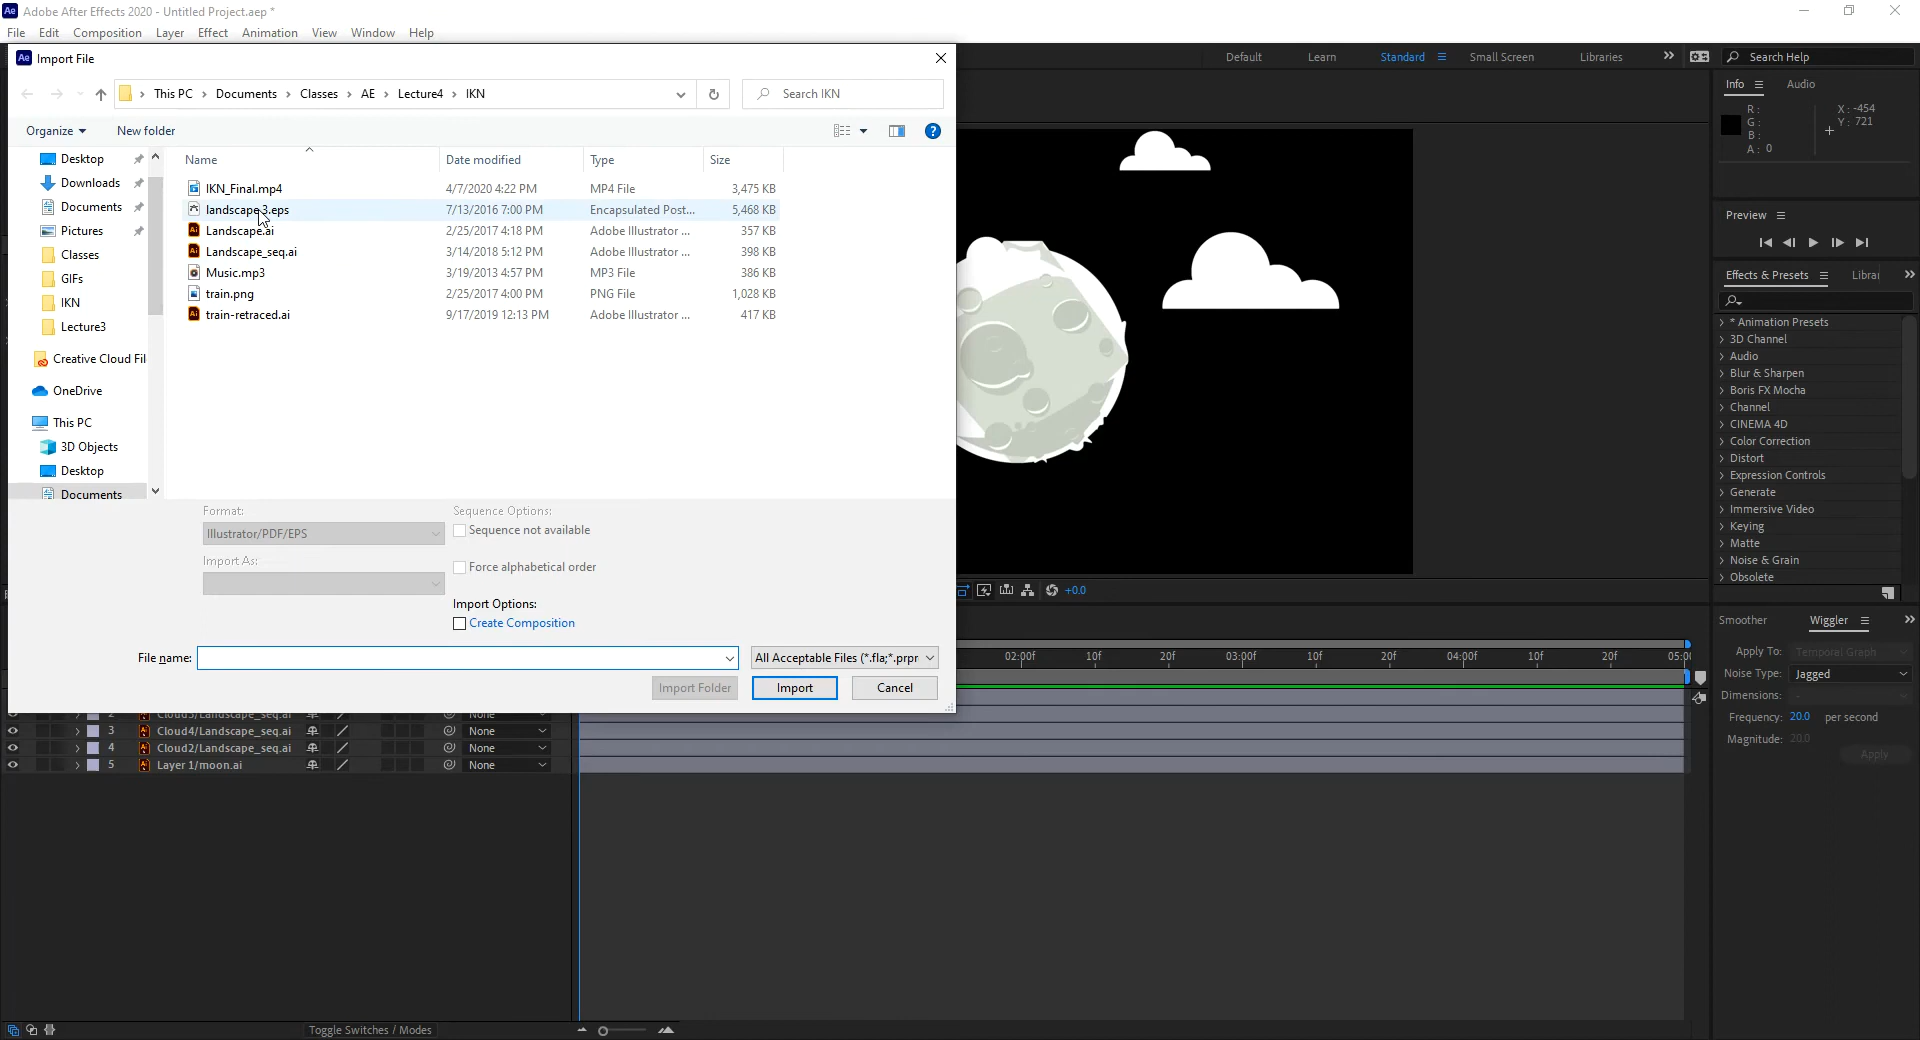 Adobe After Effects 2020 - Untitled Project.aep *
File Edit Composition Layer Effect Animation View Window Help
Import File
Default Learn Standard Small Screen Libraries Search Help
This PC > Documents > Classes > AE > Lecture4 > IKN
Search IKN
Organize New folder
Name Date modified Type Size
IKN_Final.mp4 4/7/2020 4:22 PM MP4 File 3,475 KB
landscape 3.eps 7/13/2016 7:00 PM Encapsulated Post... 5,468 KB
Landscape.ai 2/25/2017 4:18 PM Adobe Illustrator ... 357 KB
Landscape_seq.ai 3/14/2018 5:12 PM Adobe Illustrator ... 398 KB
Music.mp3 3/19/2013 4:57 PM MP3 File 386 KB
train.png 2/25/2017 4:00 PM PNG File 1,028 KB
train-retraced.ai 9/17/2019 12:13 PM Adobe Illustrator ... 417 KB
Desktop
Downloads
Documents
Pictures
Classes
GIFs
IKN
Lecture3
Creative Cloud Fil
OneDrive
This PC
3D Objects
Desktop
Documents
Format:
Illustrator/PDF/EPS
Import As:
Sequence Options:
Sequence not available
Force alphabetical order
Import Options:
Create Composition
File name:
All Acceptable Files (*.fla;*.prpr
Import Folder Import Cancel
Info Audio
R: X: -454
G: Y: 721
B:
A: 0
Preview
Effects & Presets Librar
* Animation Presets
3D Channel
Audio
Blur & Sharpen
Boris FX Mocha
Channel
CINEMA 4D
Color Correction
Distort
Expression Controls
Generate
Immersive Video
Keying
Matte
Noise & Grain
Obsolete
+0.0
Smoother Wiggler
Apply To: Temporal Graph
Noise Type: Jagged
Dimensions: -
Frequency: 20.0 per second
Magnitude: 20.0
Apply
02:00f 10f 20f 03:00f 10f 20f 04:00f 10f 20f 05:0
2 Cloud3/Landscape_seq.ai None
3 Cloud4/Landscape_seq.ai None
4 Cloud2/Landscape_seq.ai None
5 Layer 1/moon.ai None
Toggle Switches / Modes